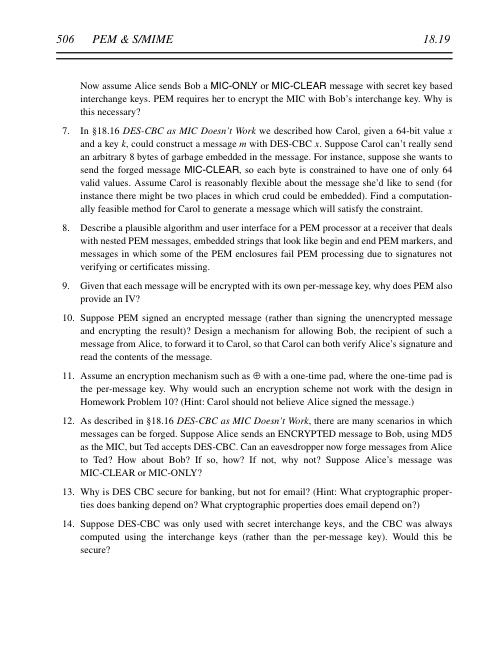 506 PEM & S/MIME 18.19
Now assume Alice sends Bob a MIC-ONLY or MIC-CLEAR message with secret key based
interchange keys. PEM requires her to encrypt the MIC with Bob's interchange key. Why is
this necessary?
7. In §18.16 DES-CBC as MIC Doesn't Work we described how Carol, given a 64-bit value x
and a key k, could construct a message m with DES-CBC x. Suppose Carol can't really send
an arbitrary 8 bytes of garbage embedded in the message. For instance, suppose she wants to
send the forged message MIC-CLEAR, so each byte is constrained to have one of only 64
valid values. Assume Carol is reasonably flexible about the message she'd like to send (for
instance there might be two places in which crud could be embedded). Find a computation-
ally feasible method for Carol to generate a message which will satisfy the constraint.
8. Describe a plausible algorithm and user interface for a PEM processor at a receiver that deals
with nested PEM messages, embedded strings that look like begin and end PEM markers, and
messages in which some of the PEM enclosures fail PEM processing due to signatures not
verifying or certificates missing.
9. Given that each message will be encrypted with its own per-message key, why does PEM also
provide an IV?
10. Suppose PEM signed an encrypted message (rather than signing the unencrypted message
and encrypting the result)? Design a mechanism for allowing Bob, the recipient of such a
message from Alice, to forward it to Carol, so that Carol can both verify Alice's signature and
read the contents of the message.
11. Assume an encryption mechanism such as ⊕ with a one-time pad, where the one-time pad is
the per-message key. Why would such an encryption scheme not work with the design in
Homework Problem 10? (Hint: Carol should not believe Alice signed the message.)
12. As described in §18.16 DES-CBC as MIC Doesn't Work, there are many scenarios in which
messages can be forged. Suppose Alice sends an ENCRYPTED message to Bob, using MD5
as the MIC, but Ted accepts DES-CBC. Can an eavesdropper now forge messages from Alice
to Ted? How about Bob? If so, how? If not, why not? Suppose Alice's message was
MIC-CLEAR or MIC-ONLY?
13. Why is DES CBC secure for banking, but not for email? (Hint: What cryptographic proper-
ties does banking depend on? What cryptographic properties does email depend on?)
14. Suppose DES-CBC was only used with secret interchange keys, and the CBC was always
computed using the interchange keys (rather than the per-message key). Would this be
secure?